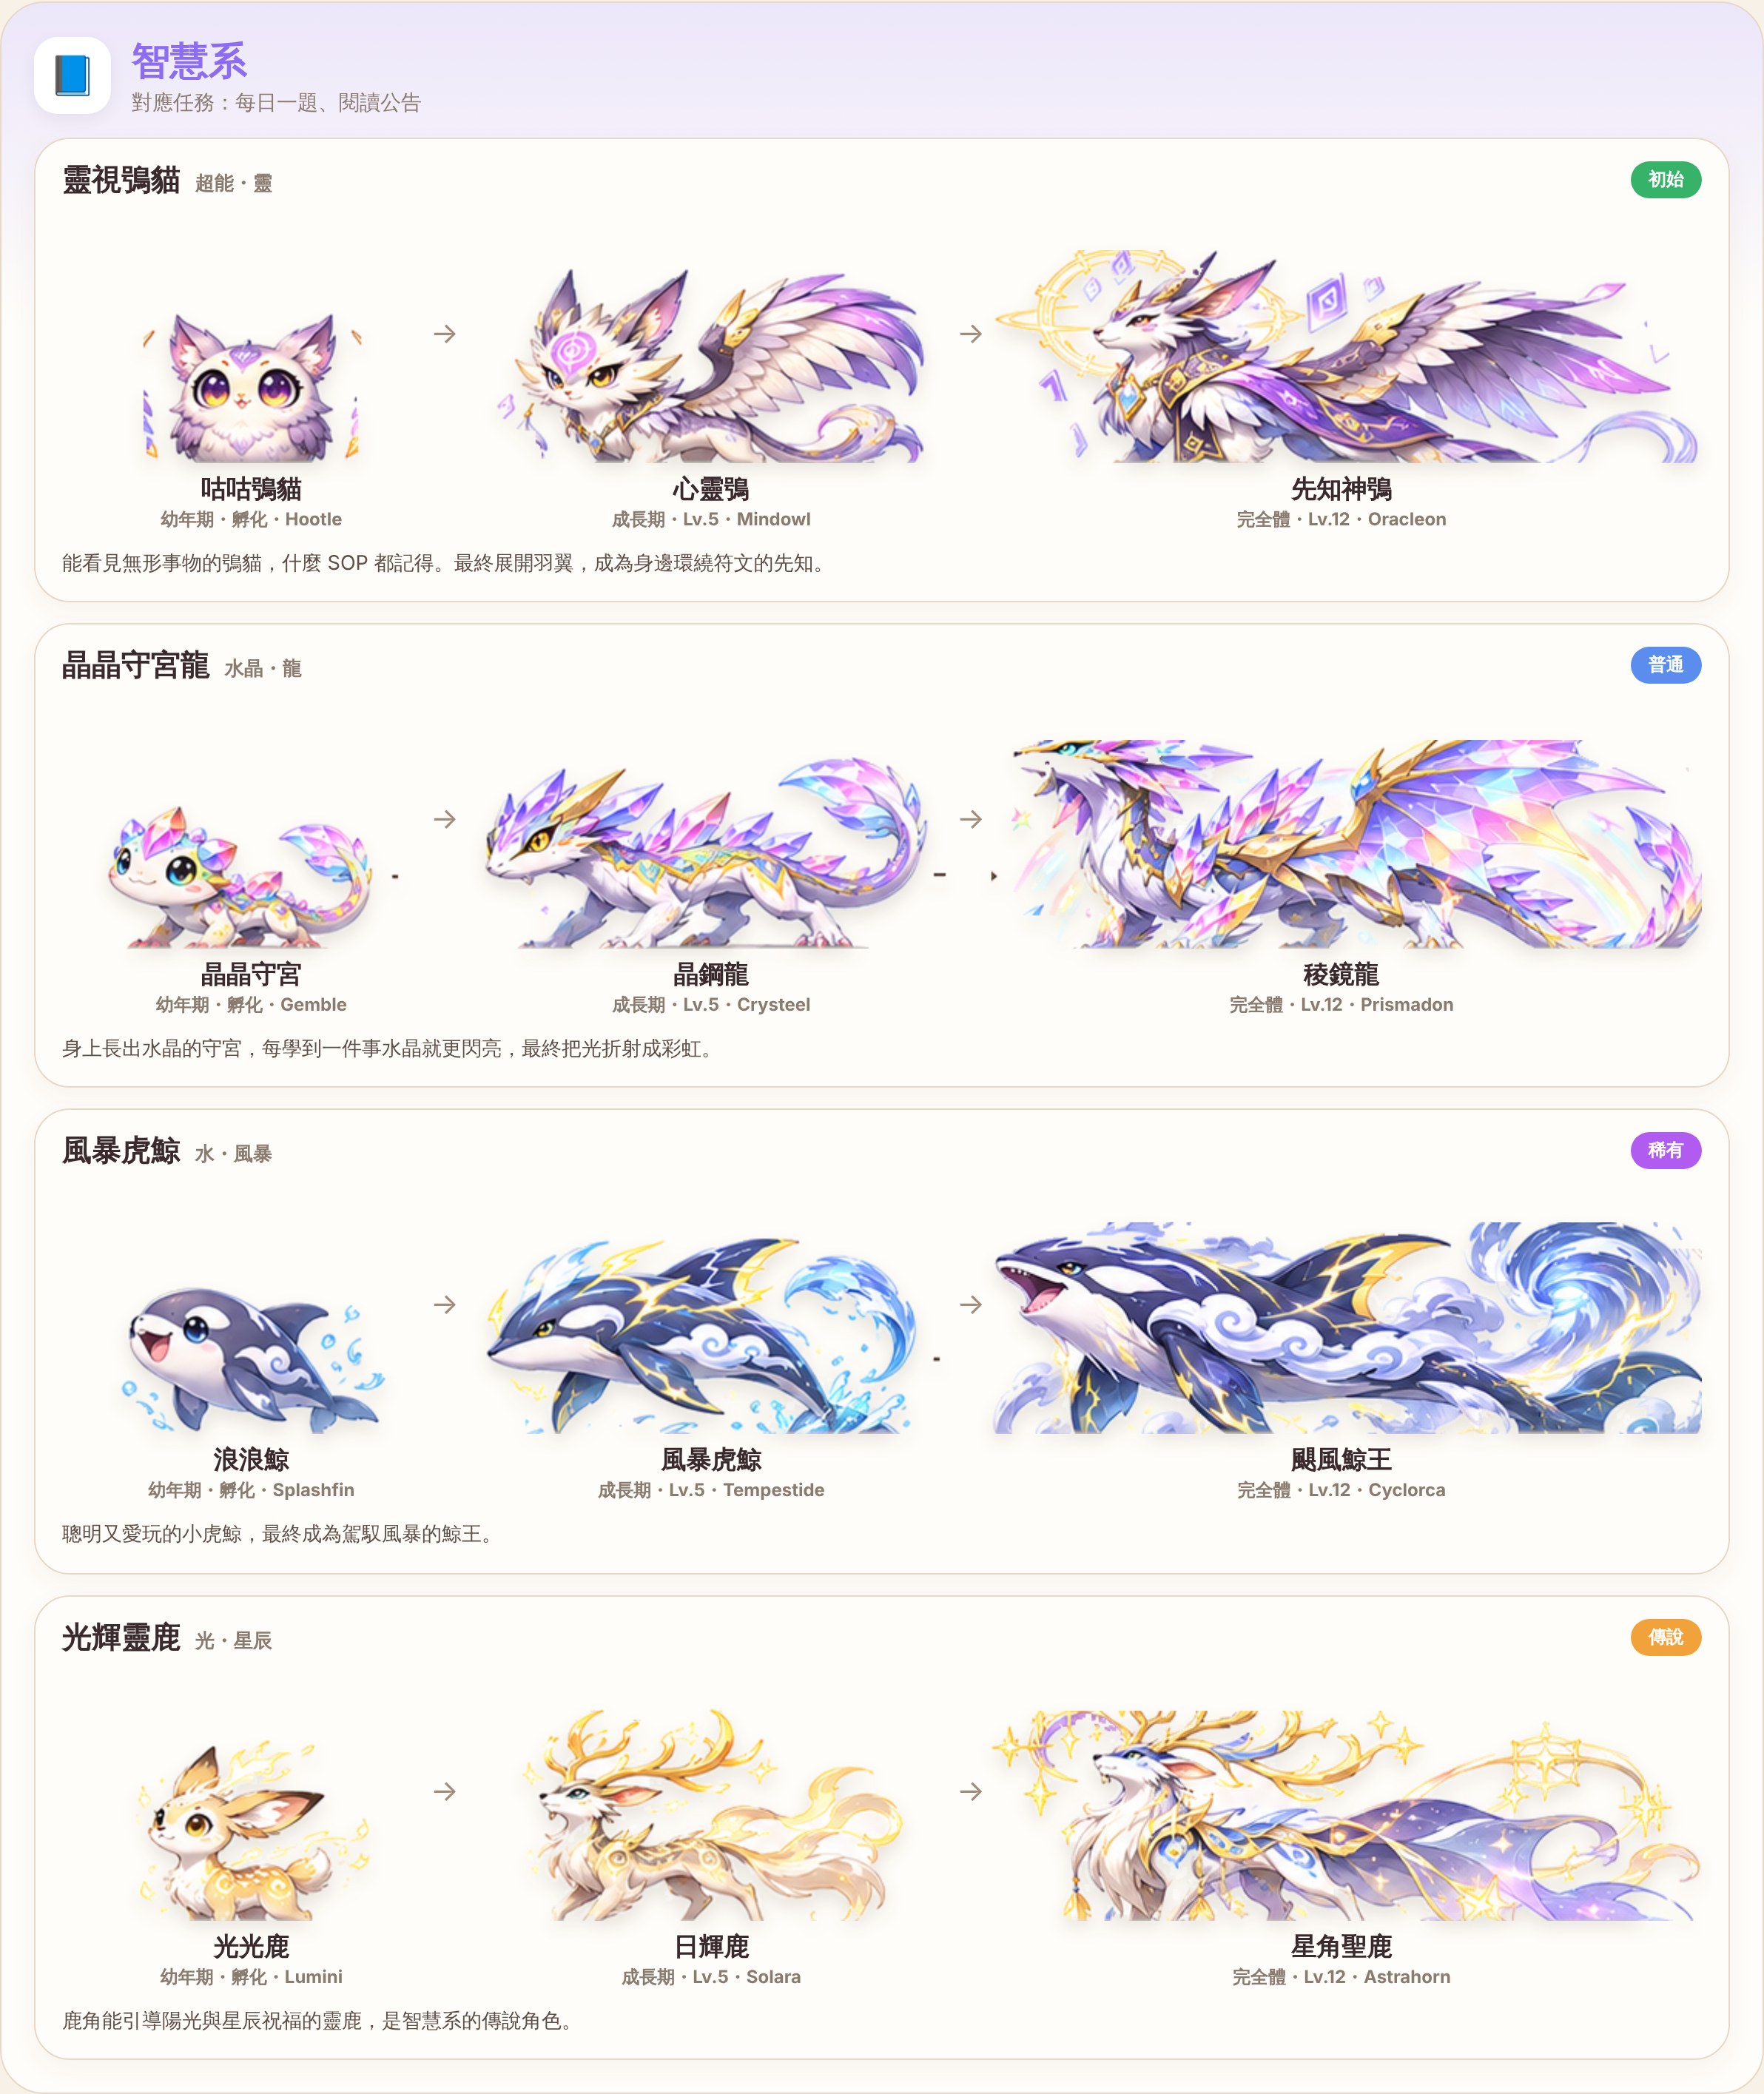 智慧系
對應任務：每日一題、閱讀公告
靈視鴞貓 超能・靈 初始
→ →
咕咕鴞貓 心靈鴞 先知神鴞
幼年期・孵化・Hootle 成長期・Lv.5・Mindowl 完全體・Lv.12・Oracleon
能看見無形事物的鴞貓，什麼 SOP 都記得。最終展開羽翼，成為身邊環繞符文的先知。
晶晶守宮龍 水晶・龍 普通
→ →
晶晶守宮 晶鋼龍 稜鏡龍
幼年期・孵化・Gemble 成長期・Lv.5・Crysteel 完全體・Lv.12・Prismadon
身上長出水晶的守宮，每學到一件事水晶就更閃亮，最終把光折射成彩虹。
風暴虎鯨 水・風暴 稀有
→ →
浪浪鯨 風暴虎鯨 颶風鯨王
幼年期・孵化・Splashfin 成長期・Lv.5・Tempestide 完全體・Lv.12・Cyclorca
聰明又愛玩的小虎鯨，最終成為駕馭風暴的鯨王。
光輝靈鹿 光・星辰 傳說
→ →
光光鹿 日輝鹿 星角聖鹿
幼年期・孵化・Lumini 成長期・Lv.5・Solara 完全體・Lv.12・Astrahorn
鹿角能引導陽光與星辰祝福的靈鹿，是智慧系的傳說角色。